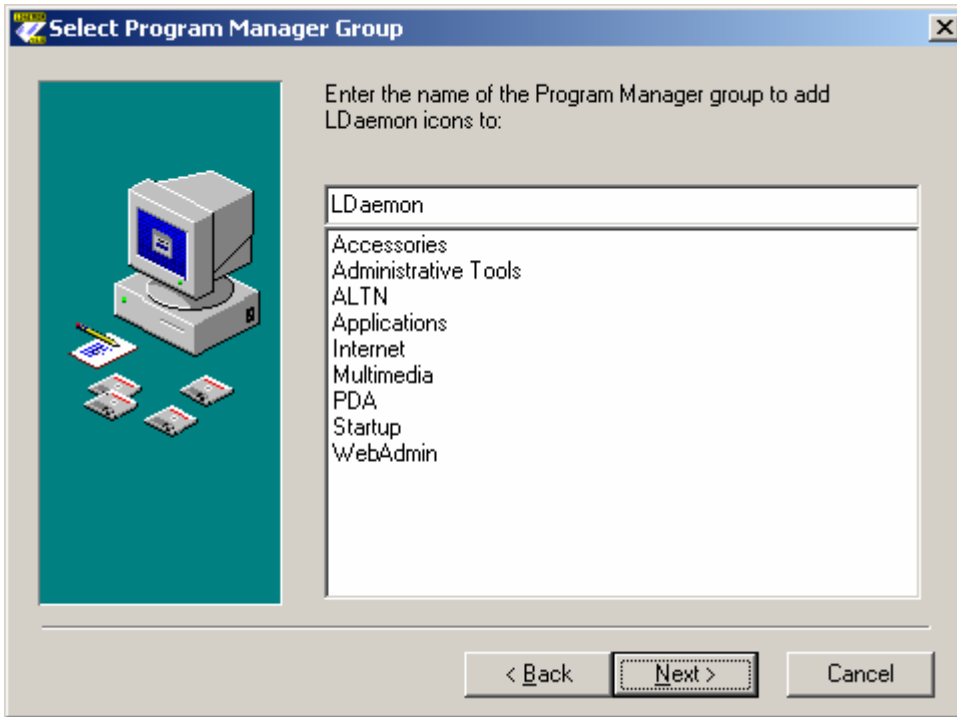 Select Program Manager Group
Enter the name of the Program Manager group to add
LDaemon icons to:
LDaemon
Accessories
Administrative Tools
ALTN
Applications
Internet
Multimedia
PDA
Startup
WebAdmin
< Back
Next >
Cancel